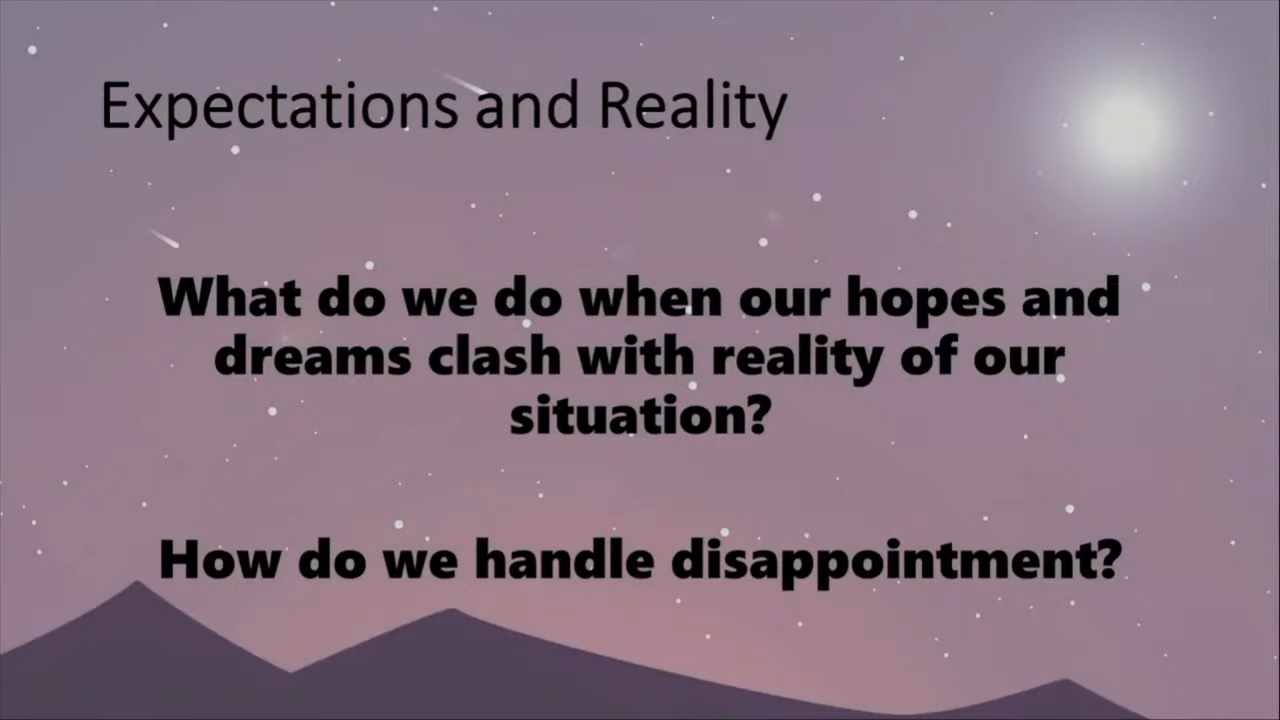 Expectations and Reality
What do we do when our hopes and
dreams clash with reality of our
situation?
How do we handle disappointment?